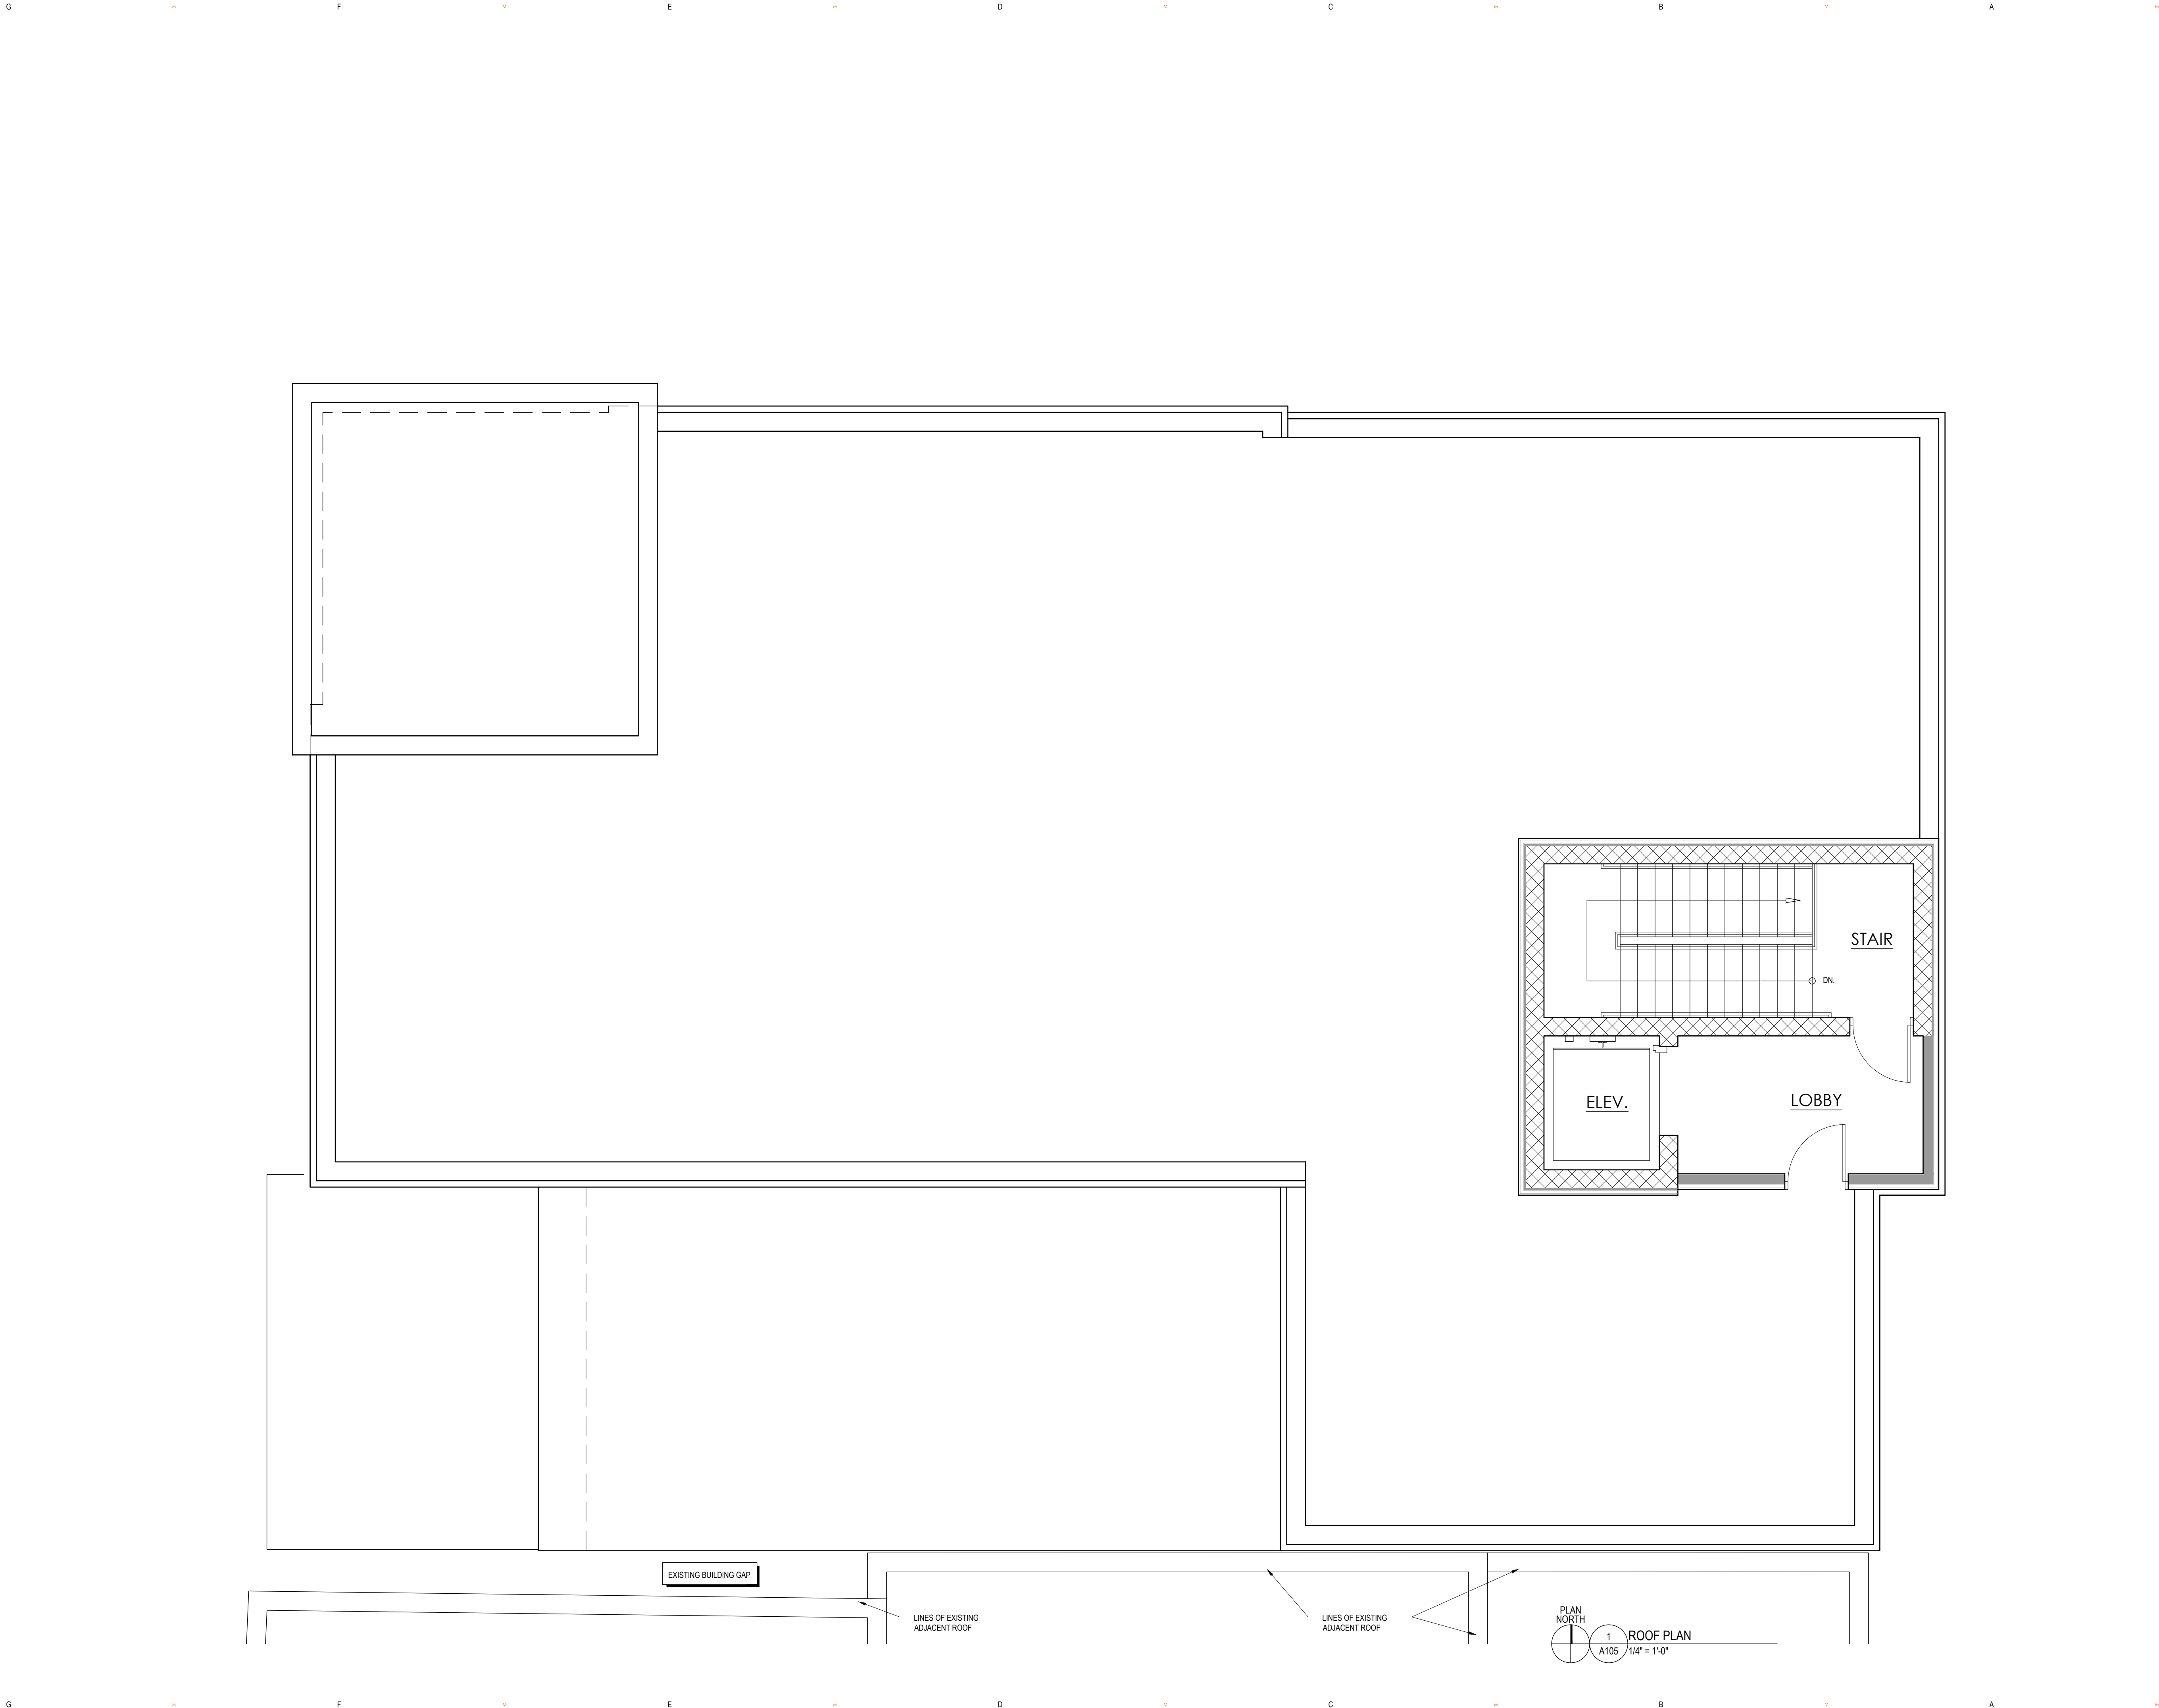 G M F M E M D M C M B M A M
STAIR
DN.
ELEV.
LOBBY
EXISTING BUILDING GAP
LINES OF EXISTING
ADJACENT ROOF
LINES OF EXISTING
ADJACENT ROOF
PLAN
NORTH
1
A105
ROOF PLAN
1/4" = 1'-0"
G M F M E M D M C M B M A M